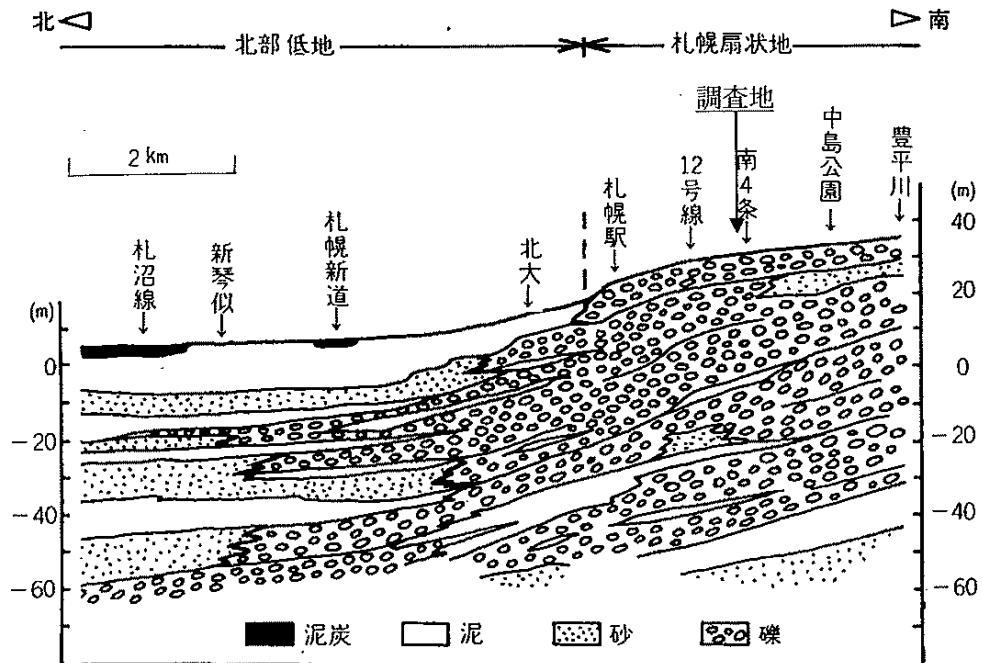 北 南
北部低地 札幌扇状地
調査地
2 km
札沼線
新琴似
札幌新道
北大
札幌駅
12号線
南4条
中島公園
豊平川
(m)
0
−20
−40
−60
(m)
40
20
0
−20
−40
−60
泥炭 泥 砂 礫